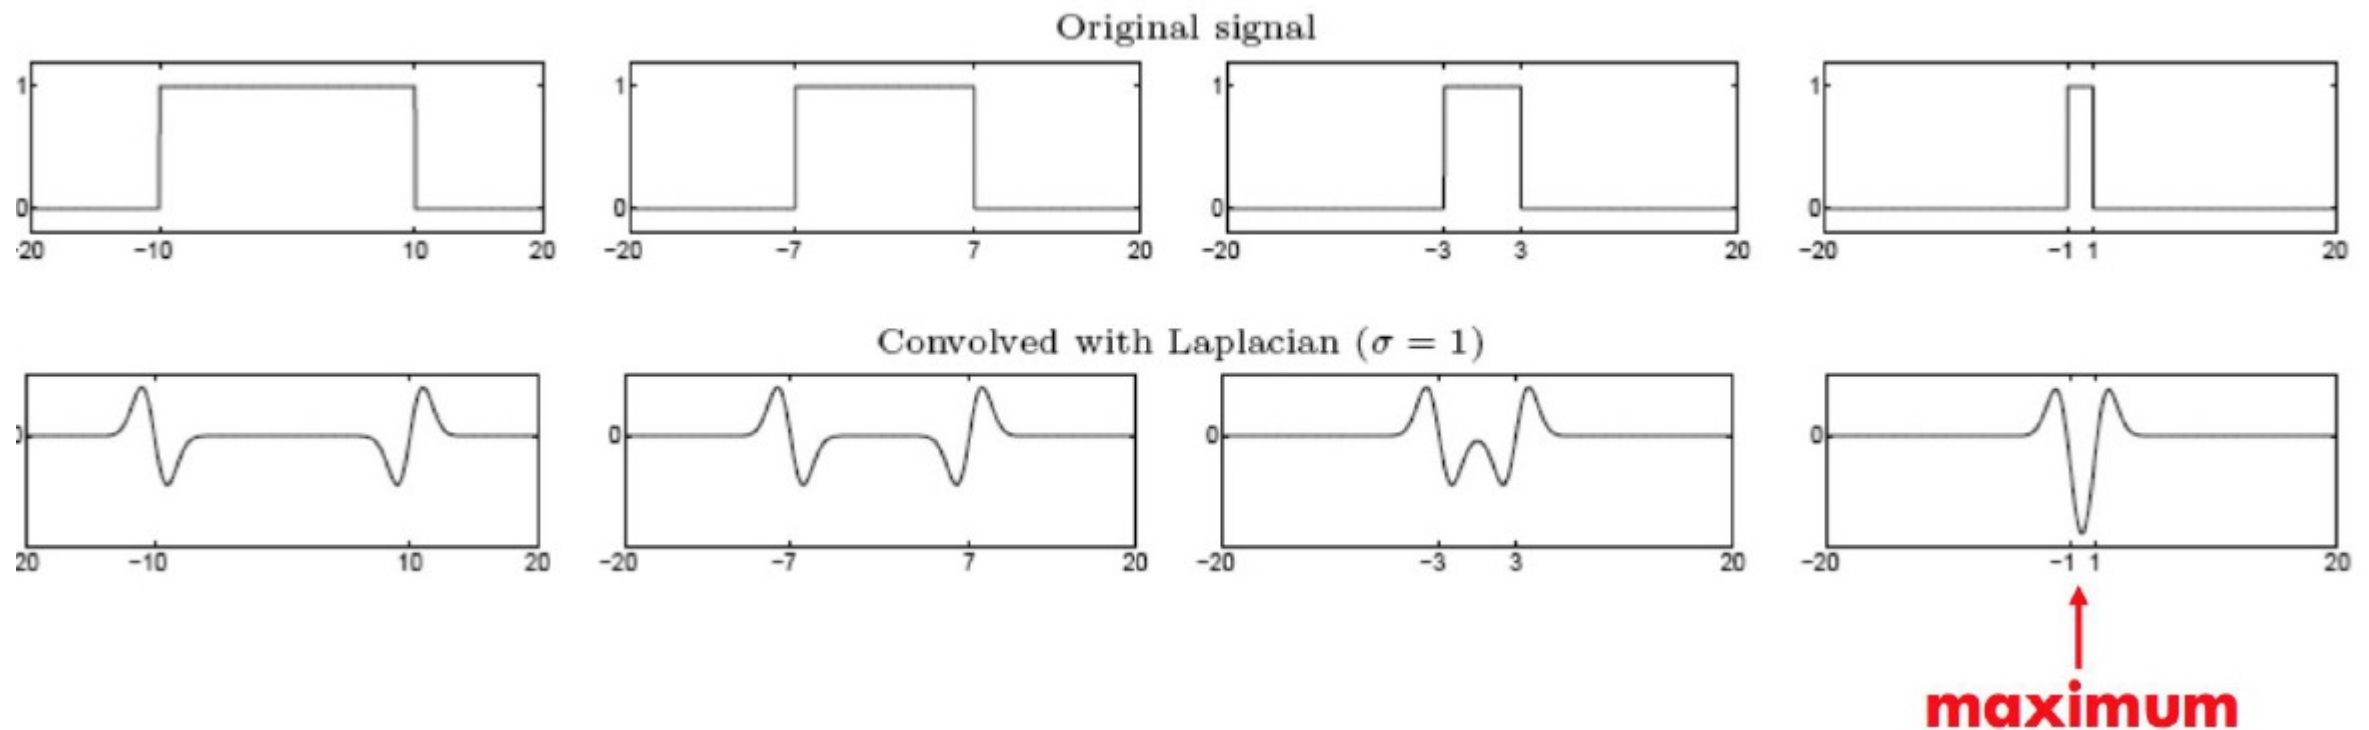 Original signal
1 1 1 1
0 0 0 0
20 −10 10 20 −20 −7 7 20 −20 −3 3 20 −20 −1 1 20
Convolved with Laplacian (σ = 1)
0 0 0 0
20 −10 10 20 −20 −7 7 20 −20 −3 3 20 −20 −1 1 20
maximum